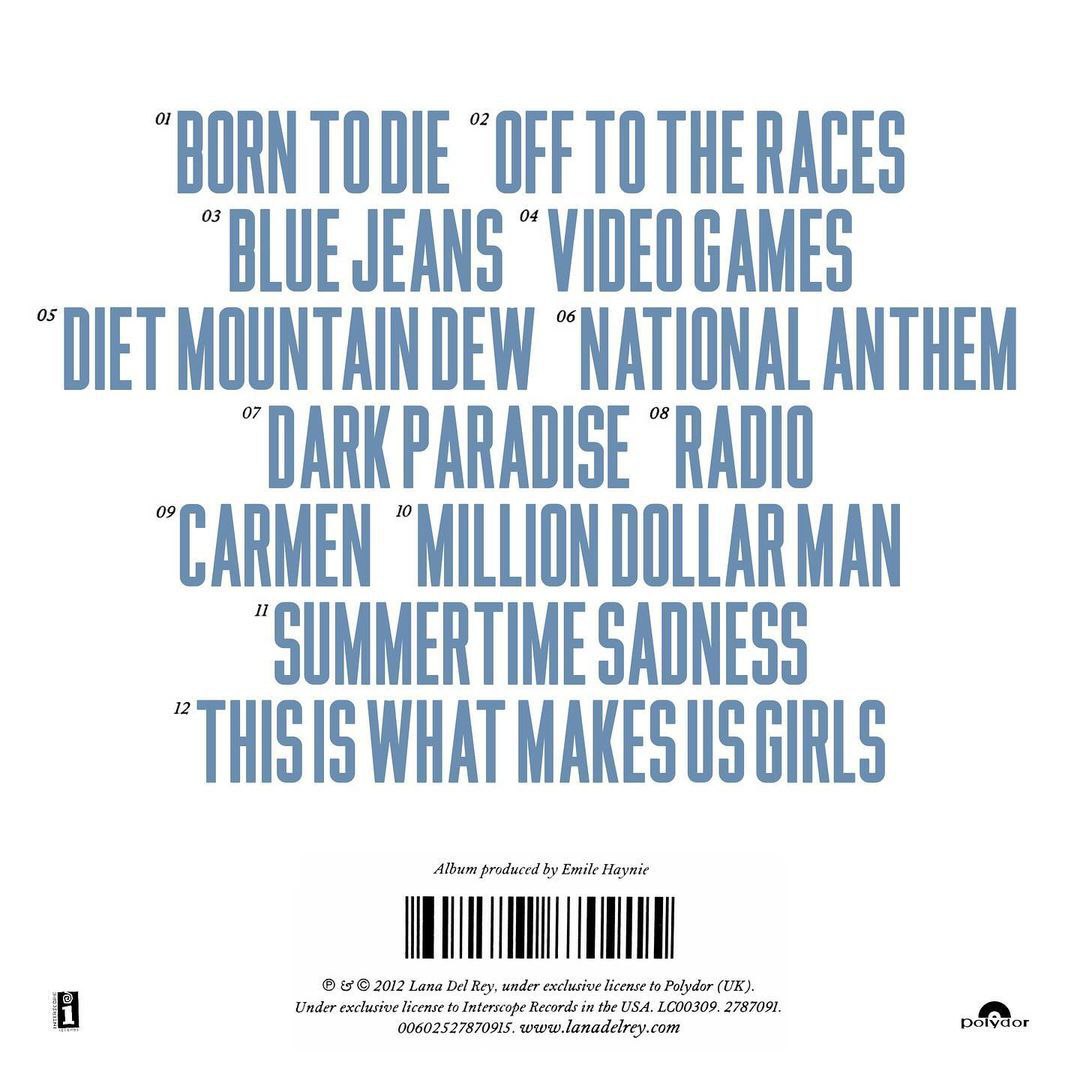 01 BORN TO DIE 02 OFF TO THE RACES
03 BLUE JEANS 04 VIDEO GAMES
05 DIET MOUNTAIN DEW 06 NATIONAL ANTHEM
07 DARK PARADISE 08 RADIO
09 CARMEN 10 MILLION DOLLAR MAN
11 SUMMERTIME SADNESS
12 THIS IS WHAT MAKES US GIRLS
Album produced by Emile Haynie
℗ & © 2012 Lana Del Rey, under exclusive license to Polydor (UK).
Under exclusive license to Interscope Records in the USA. LC00309. 2787091.
00602527870915. www.lanadelrey.com
INTERSCOPE
i
RECORDS
polydor